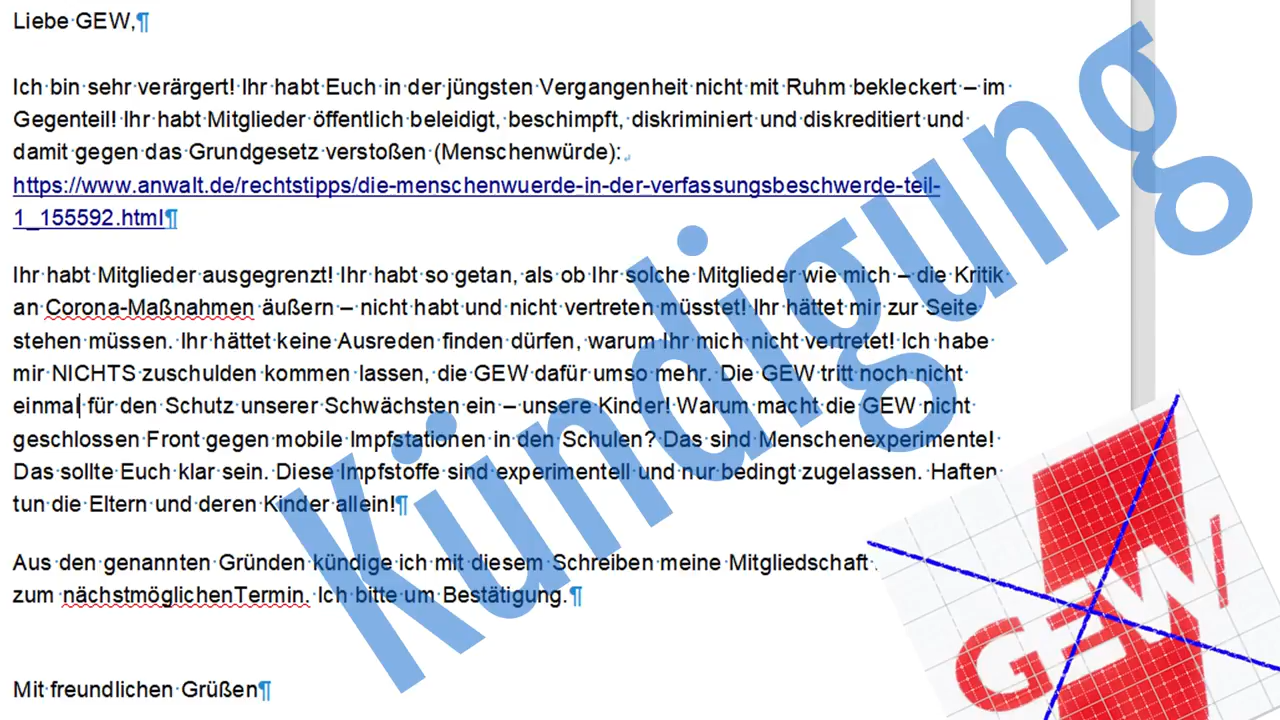 Liebe GEW,¶
Ich bin sehr verärgert! Ihr habt Euch in der jüngsten Vergangenheit nicht mit Ruhm bekleckert – im
Gegenteil! Ihr habt Mitglieder öffentlich beleidigt, beschimpft, diskriminiert und diskreditiert und
damit gegen das Grundgesetz verstoßen (Menschenwürde):
https://www.anwalt.de/rechtstipps/die-menschenwuerde-in-der-verfassungsbeschwerde-teil-
1_155592.html¶
Ihr habt Mitglieder ausgegrenzt! Ihr habt so getan, als ob Ihr solche Mitglieder wie mich – die Kritik
an Corona-Maßnahmen äußern – nicht habt und nicht vertreten müsstet! Ihr hättet mir zur Seite
stehen müssen. Ihr hättet keine Ausreden finden dürfen, warum Ihr mich nicht vertretet! Ich habe
mir NICHTS zuschulden kommen lassen, die GEW dafür umso mehr. Die GEW tritt noch nicht
einmal für den Schutz unserer Schwächsten ein – unsere Kinder! Warum macht die GEW nicht
geschlossen Front gegen mobile Impfstationen in den Schulen? Das sind Menschenexperimente!
Das sollte Euch klar sein. Diese Impfstoffe sind experimentell und nur bedingt zugelassen. Haften
tun die Eltern und deren Kinder allein!¶
Aus den genannten Gründen kündige ich mit diesem Schreiben meine Mitgliedschaft
zum nächstmöglichenTermin. Ich bitte um Bestätigung.¶
Mit freundlichen Grüßen¶
Kündigung
GEW